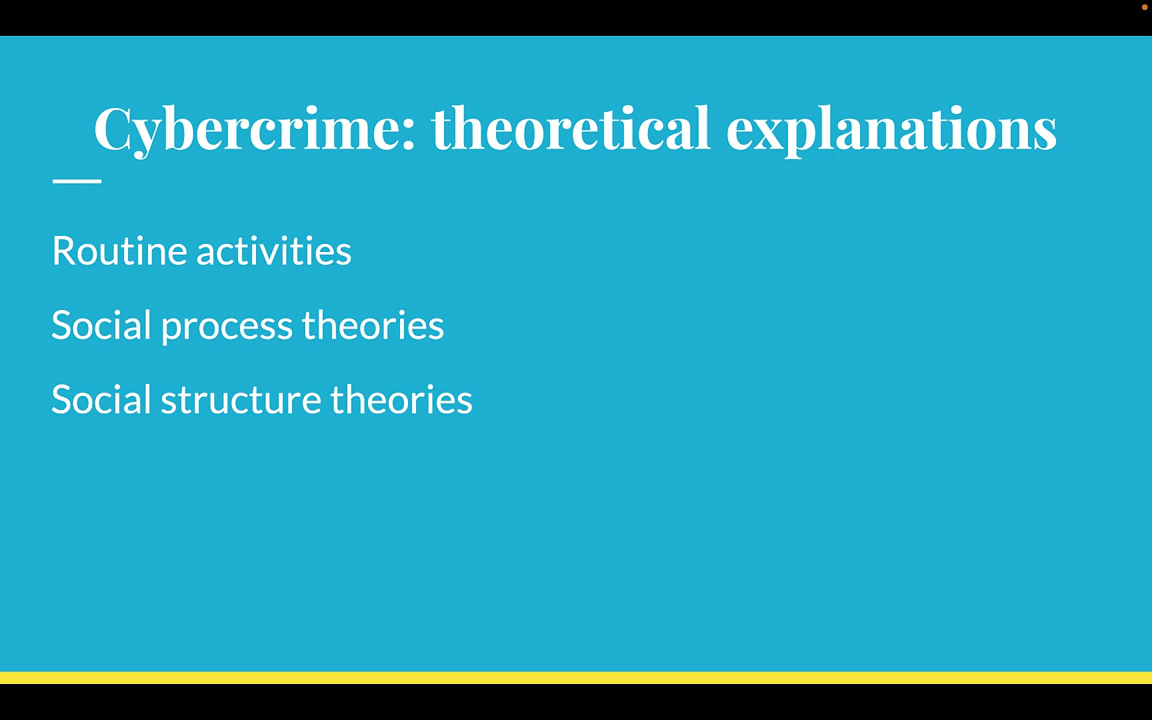 Cybercrime: theoretical explanations
Routine activities
Social process theories
Social structure theories